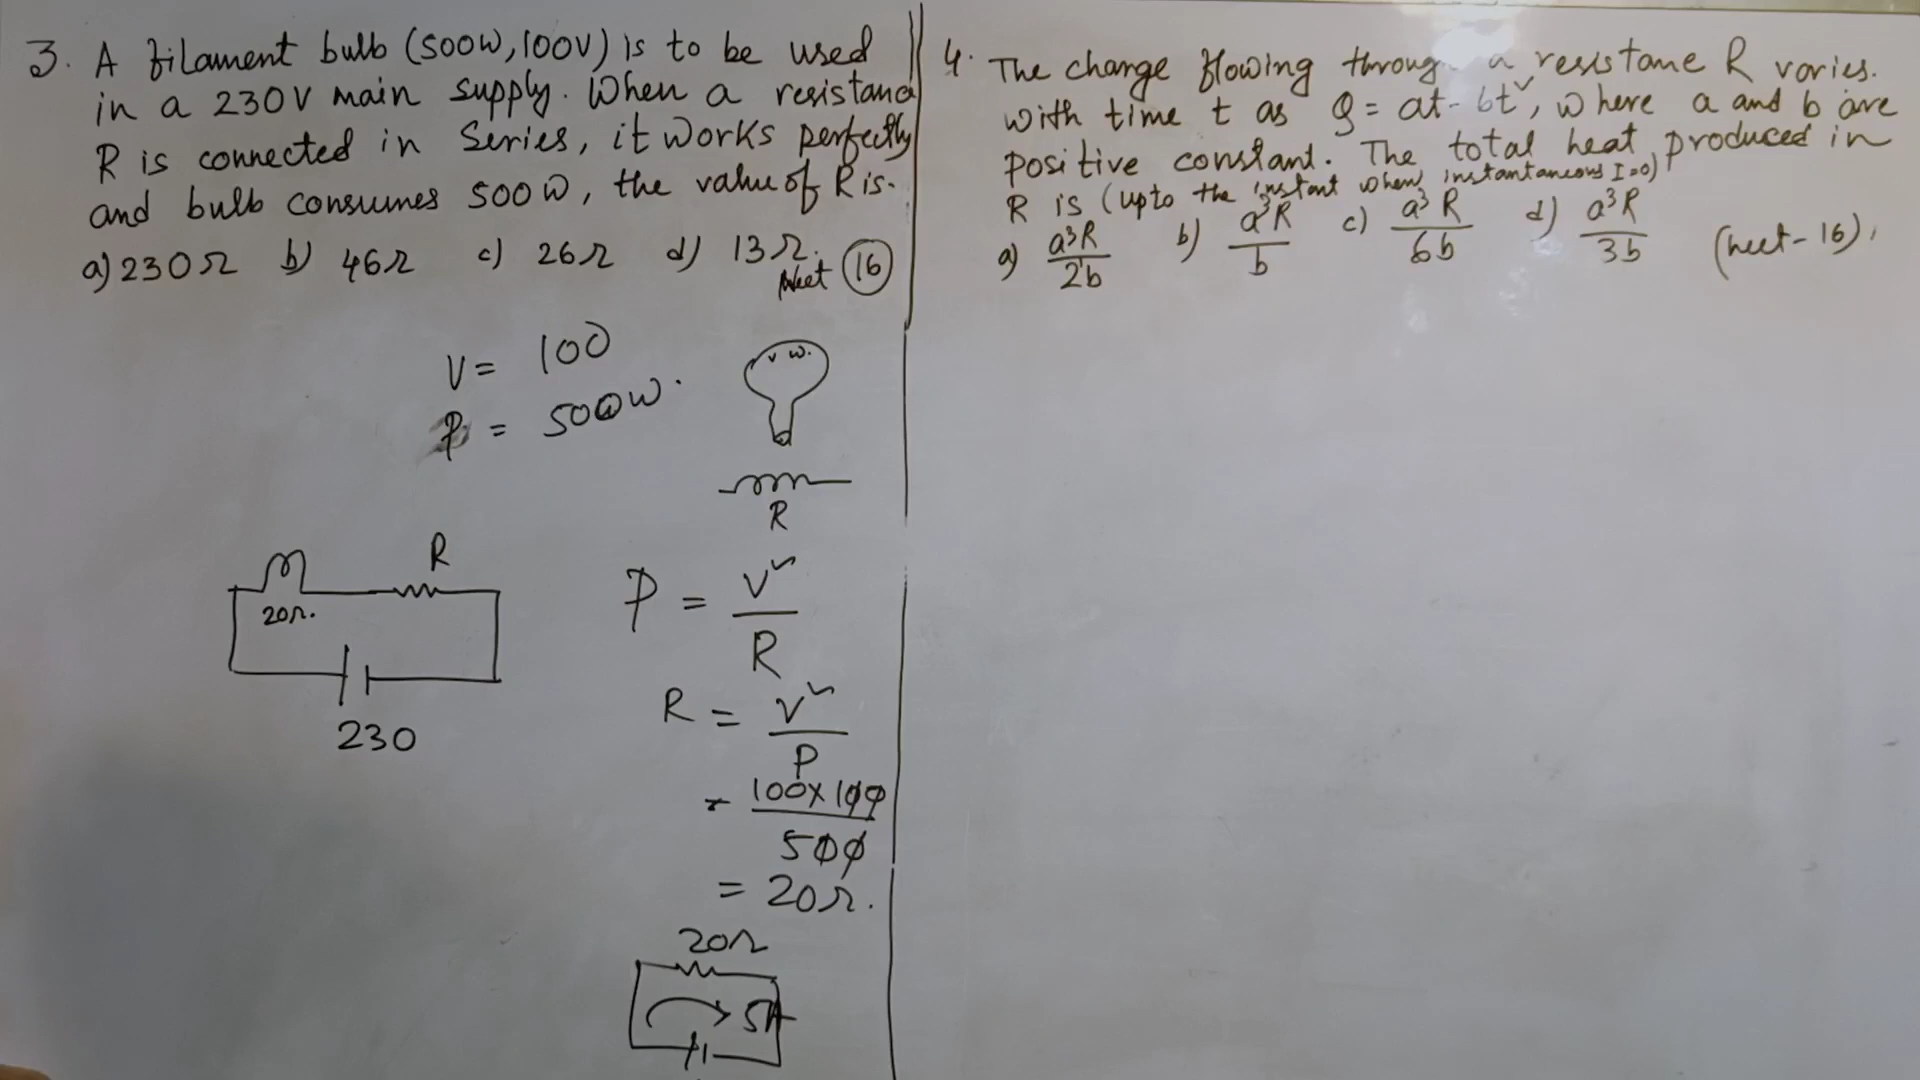 3. A filament bulb (500W, 100V) is to be used
in a 230V main supply. When a resistance
R is connected in Series, it works perfectly
and bulb consumes 500W, the value of R is.
a) 230Ω b) 46Ω c) 26Ω d) 13Ω.
Neet (16)
V = 100
P = 500W.
V W.
R
R
20Ω.
230
P = V²/R
R = V²/P
= 100×100/500
= 20Ω.
20Ω
5A
4. The charge flowing through a resistance R varies.
with time t as Q = at - bt², where a and b are
positive constant. The total heat produced in
R is (upto the instant when instantaneous I=0)
a) a³R/2b b) a³R/b c) a³R/6b d) a³R/3b (neet-16),